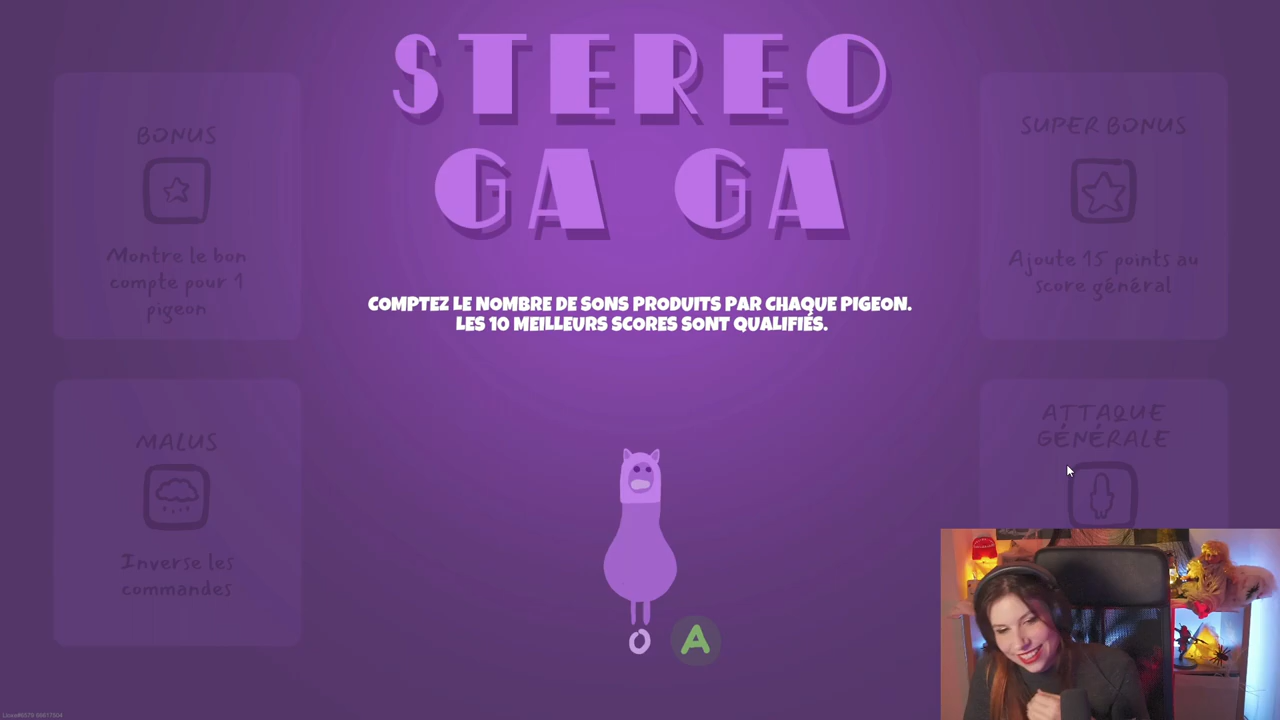 STEREO
GA GA
BONUS
Montre le bon
compte pour 1
pigeon
SUPER BONUS
Ajoute 15 points au
score général
COMPTEZ LE NOMBRE DE SONS PRODUITS PAR CHAQUE PIGEON.
LES 10 MEILLEURS SCORES SONT QUALIFIÉS.
MALUS
Inverse les
commandes
ATTAQUE
GÉNÉRALE
0
A